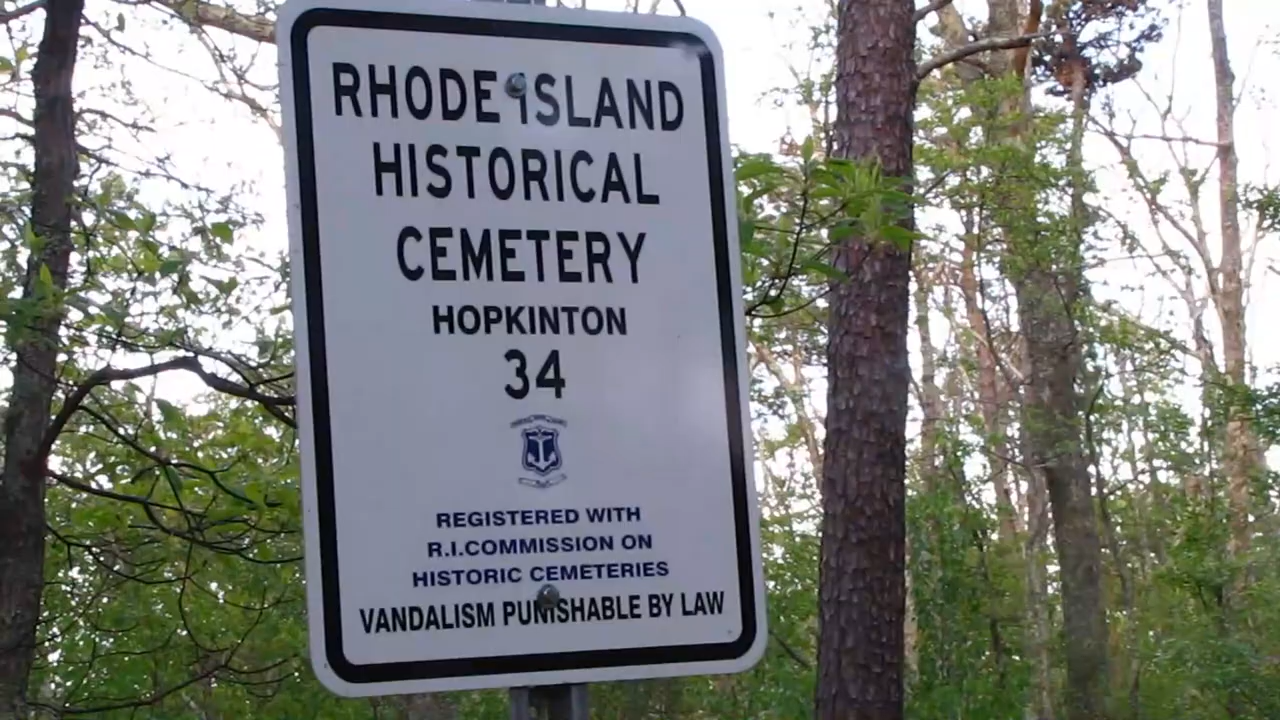 RHODE ISLAND
HISTORICAL
CEMETERY
HOPKINTON
34
REGISTERED WITH
R.I.COMMISSION ON
HISTORIC CEMETERIES
VANDALISM PUNISHABLE BY LAW